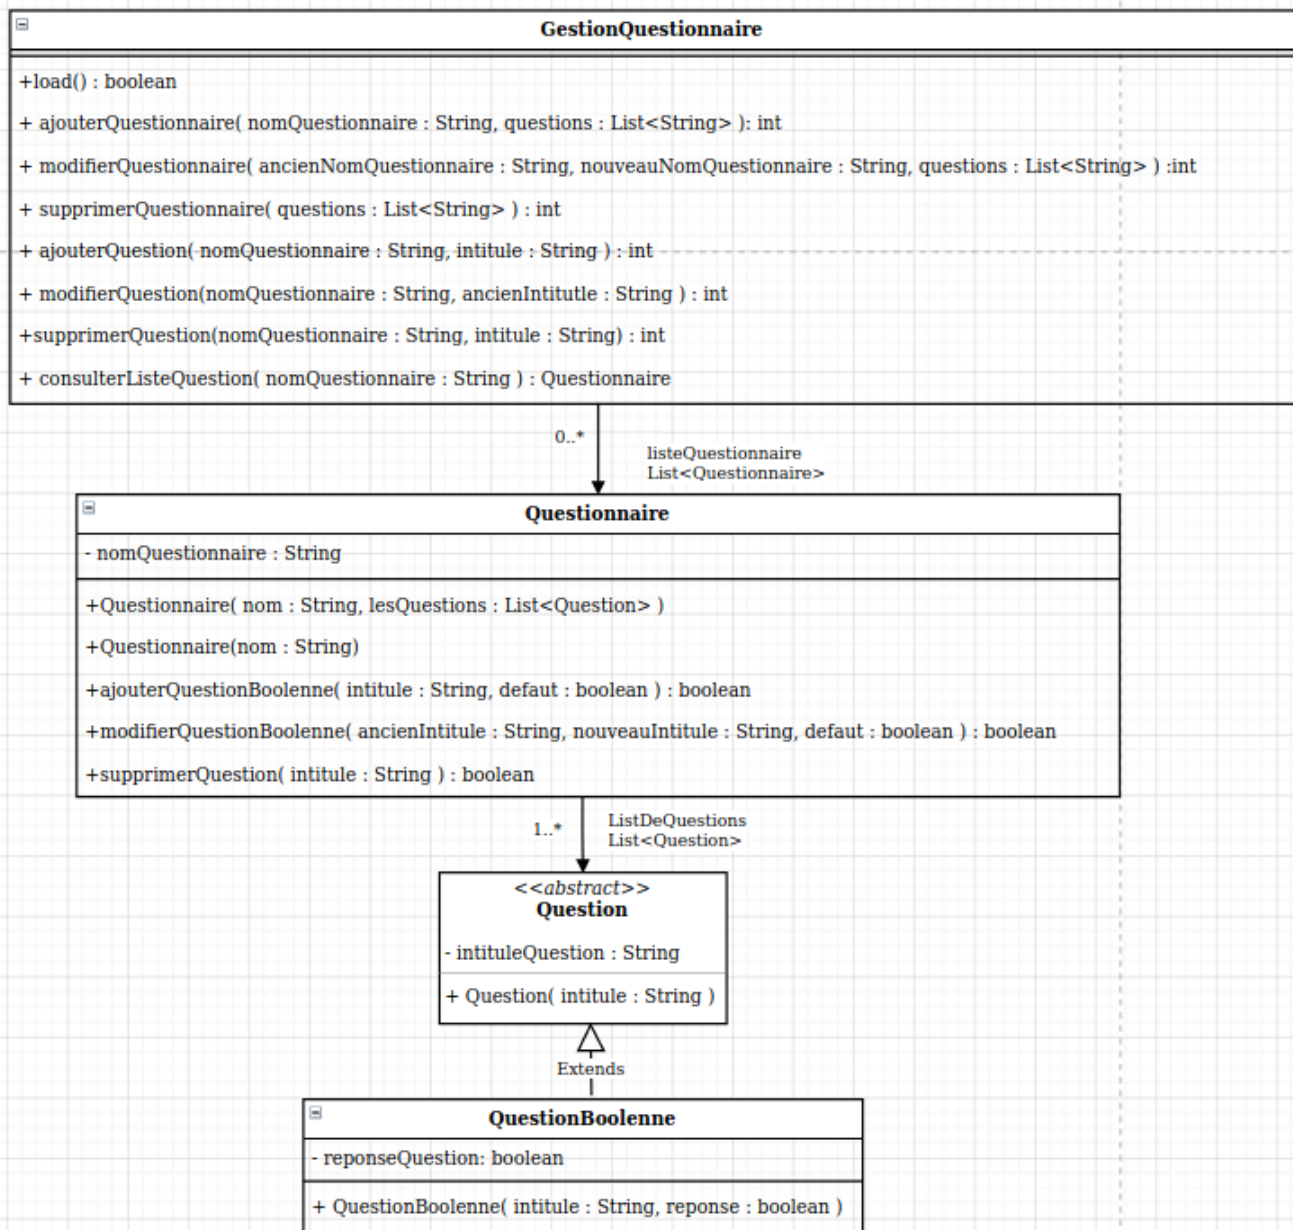 GestionQuestionnaire
+load() : boolean
+ ajouterQuestionnaire( nomQuestionnaire : String, questions : List<String> ): int
+ modifierQuestionnaire( ancienNomQuestionnaire : String, nouveauNomQuestionnaire : String, questions : List<String> ) :int
+ supprimerQuestionnaire( questions : List<String> ) : int
+ ajouterQuestion( nomQuestionnaire : String, intitule : String ) : int
+ modifierQuestion(nomQuestionnaire : String, ancienIntitutle : String ) : int
+supprimerQuestion(nomQuestionnaire : String, intitule : String) : int
+ consulterListeQuestion( nomQuestionnaire : String ) : Questionnaire
0..*
listeQuestionnaire
List<Questionnaire>
Questionnaire
- nomQuestionnaire : String
+Questionnaire( nom : String, lesQuestions : List<Question> )
+Questionnaire(nom : String)
+ajouterQuestionBoolenne( intitule : String, defaut : boolean ) : boolean
+modifierQuestionBoolenne( ancienIntitule : String, nouveauIntitule : String, defaut : boolean ) : boolean
+supprimerQuestion( intitule : String ) : boolean
1..*
ListDeQuestions
List<Question>
<<abstract>>
Question
- intituleQuestion : String
+ Question( intitule : String )
Extends
QuestionBoolenne
- reponseQuestion: boolean
+ QuestionBoolenne( intitule : String, reponse : boolean )